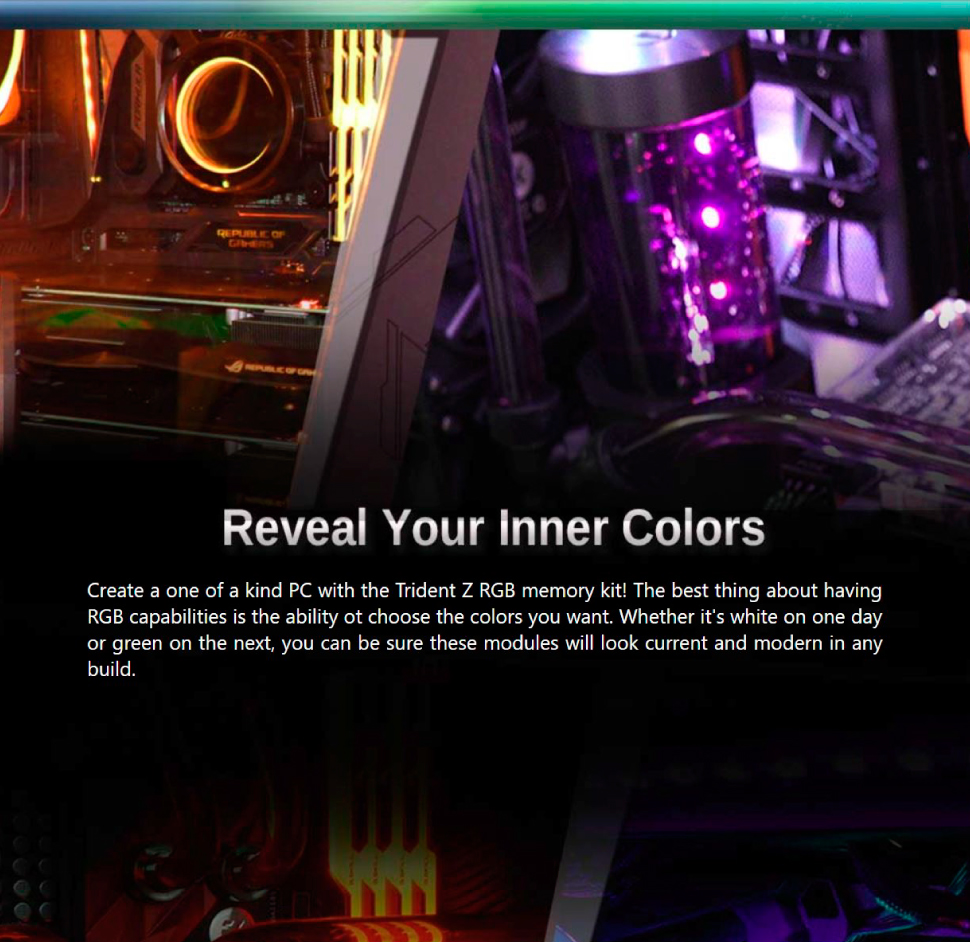 REPUBLIC OF
GAMERS
REPUBLIC OF
Reveal Your Inner Colors
Create a one of a kind PC with the Trident Z RGB memory kit! The best thing about having
RGB capabilities is the ability ot choose the colors you want. Whether it's white on one day
or green on the next, you can be sure these modules will look current and modern in any
build.